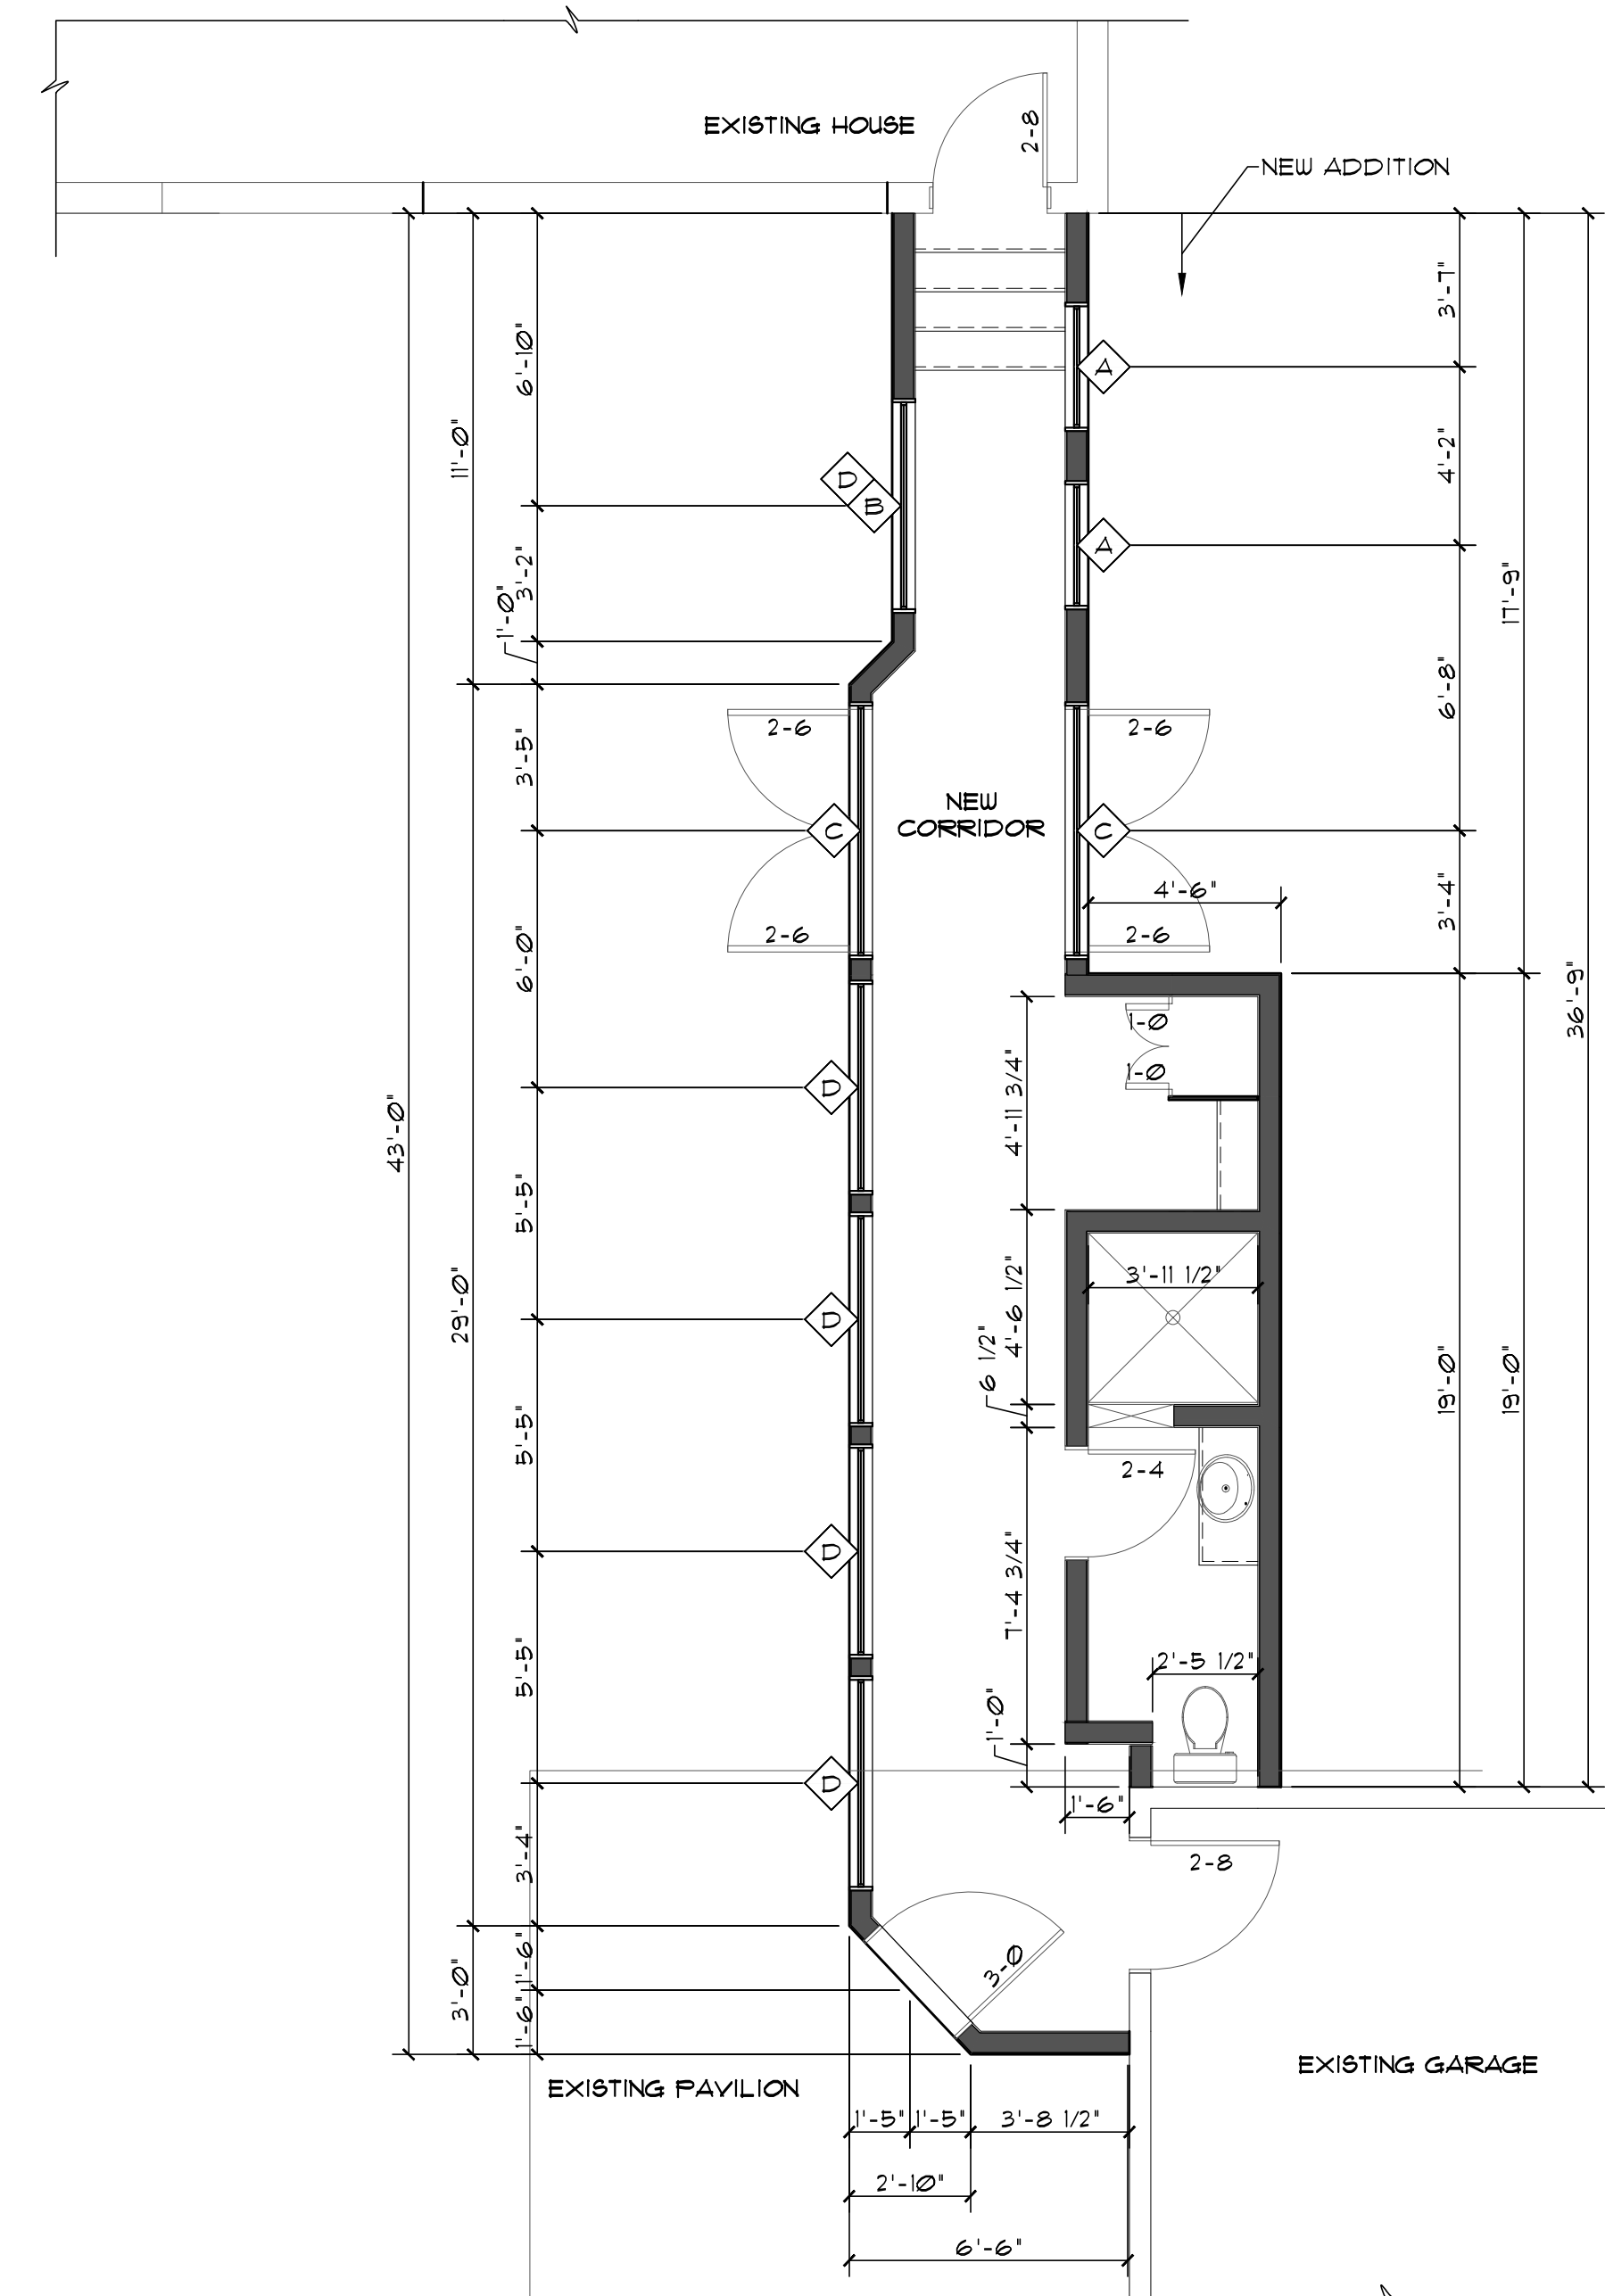 EXISTING HOUSE
2-8
NEW ADDITION
3'-7"
6'-10"
A
11'-0"
4'-2"
D
B
A
3'-2"
1'-0"
17'-9"
6'-8"
2-6
2-6
3'-5"
NEW
CORRIDOR
C
C
4'-6"
3'-4"
2-6
2-6
6'-0"
36'-9"
1-0
1-0
4'-11 3/4"
43'-0"
D
5'-5"
3'-11 1/2"
4'-6 1/2"
29'-0"
D
6 1/2"
19'-0"
19'-0"
5'-5"
2-4
D
7'-4 3/4"
5'-5"
2'-5 1/2"
1'-0"
D
1'-6"
3'-4"
2-8
3-0
1'-6"
3'-0"
1'-6"
EXISTING GARAGE
EXISTING PAVILION
1'-5"
1'-5"
3'-8 1/2"
2'-10"
6'-6"